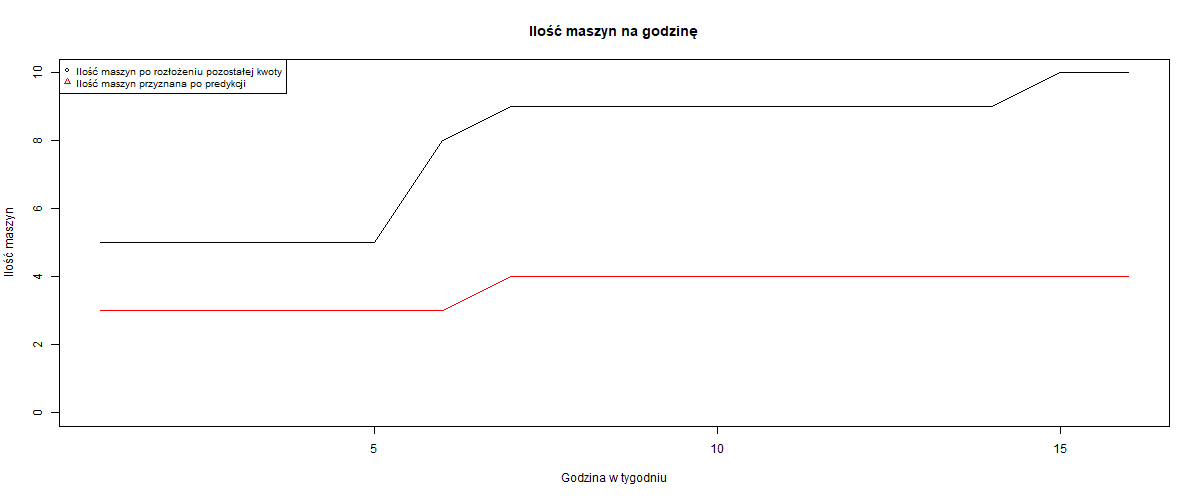 Ilość maszyn na godzinę
Ilość maszyn po rozłożeniu pozostałej kwoty
Ilość maszyn przyznana po predykcji
Ilość maszyn
10
8
6
4
2
0
5 10 15
Godzina w tygodniu